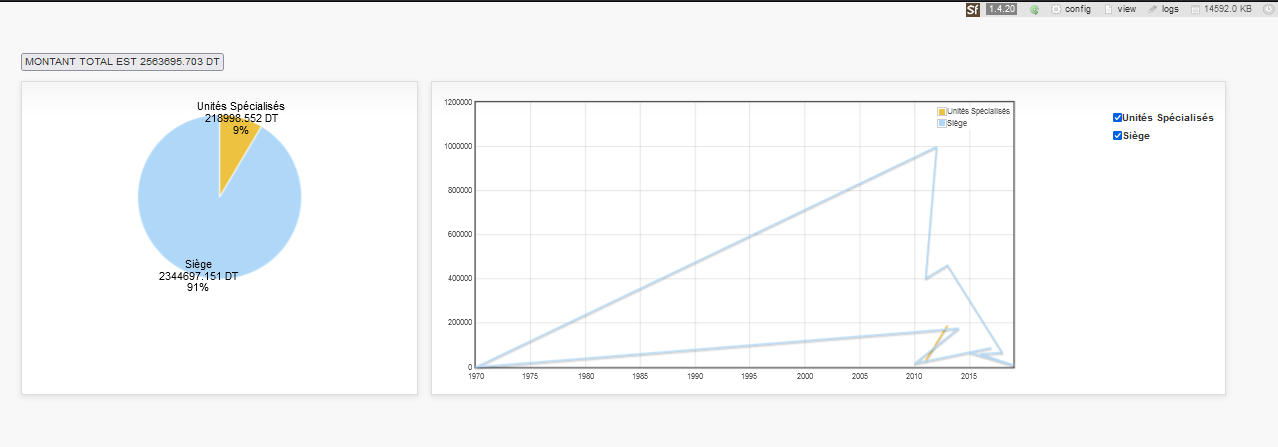 Sf 1.4.20 config view logs 14592.0 KB
MONTANT TOTAL EST 2563695.703 DT
Unités Spécialisés
218998.552 DT
9%
Siège
2344697.151 DT
91%
1200000
1000000
800000
600000
400000
200000
0
1970 1975 1980 1985 1990 1995 2000 2005 2010 2015
Unités Spécialisés
Siège
Unités Spécialisés
Siège